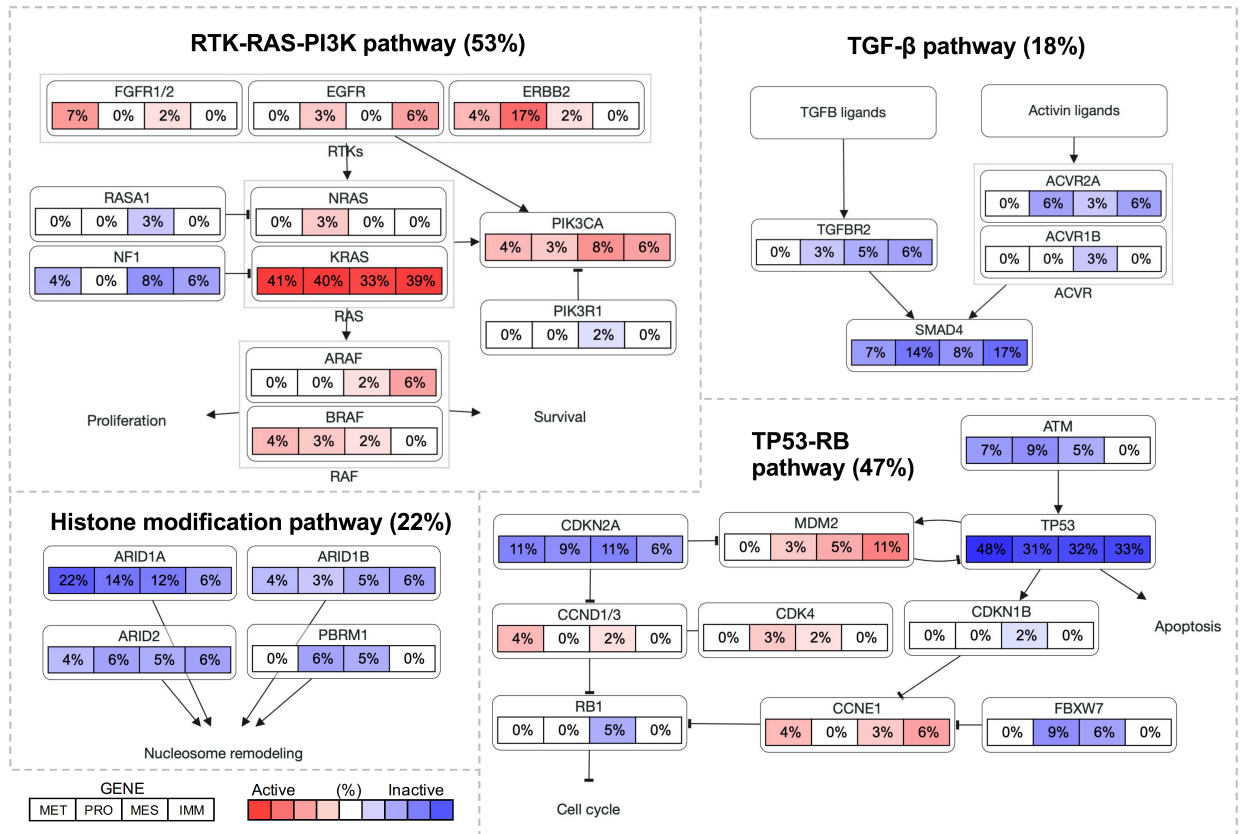 RTK-RAS-PI3K pathway (53%)
FGFR1/2
7% 0% 2% 0%
EGFR
0% 3% 0% 6%
ERBB2
4% 17% 2% 0%
RTKs
RASA1
0% 0% 3% 0%
NRAS
0% 3% 0% 0%
PIK3CA
4% 3% 8% 6%
NF1
4% 0% 8% 6%
KRAS
41% 40% 33% 39%
RAS
PIK3R1
0% 0% 2% 0%
ARAF
0% 0% 2% 6%
Proliferation
BRAF
4% 3% 2% 0%
Survival
RAF
TGF-β pathway (18%)
TGFB ligands
Activin ligands
ACVR2A
0% 6% 3% 6%
TGFBR2
0% 3% 5% 6%
ACVR1B
0% 0% 3% 0%
ACVR
SMAD4
7% 14% 8% 17%
Histone modification pathway (22%)
ARID1A
22% 14% 12% 6%
ARID1B
4% 3% 5% 6%
ARID2
4% 6% 5% 6%
PBRM1
0% 6% 5% 0%
Nucleosome remodeling
TP53-RB
pathway (47%)
ATM
7% 9% 5% 0%
CDKN2A
11% 9% 11% 6%
MDM2
0% 3% 5% 11%
TP53
48% 31% 32% 33%
CCND1/3
4% 0% 2% 0%
CDK4
0% 3% 2% 0%
CDKN1B
0% 0% 2% 0%
Apoptosis
RB1
0% 0% 5% 0%
CCNE1
4% 0% 3% 6%
FBXW7
0% 9% 6% 0%
Cell cycle
GENE
MET PRO MES IMM
Active (%) Inactive